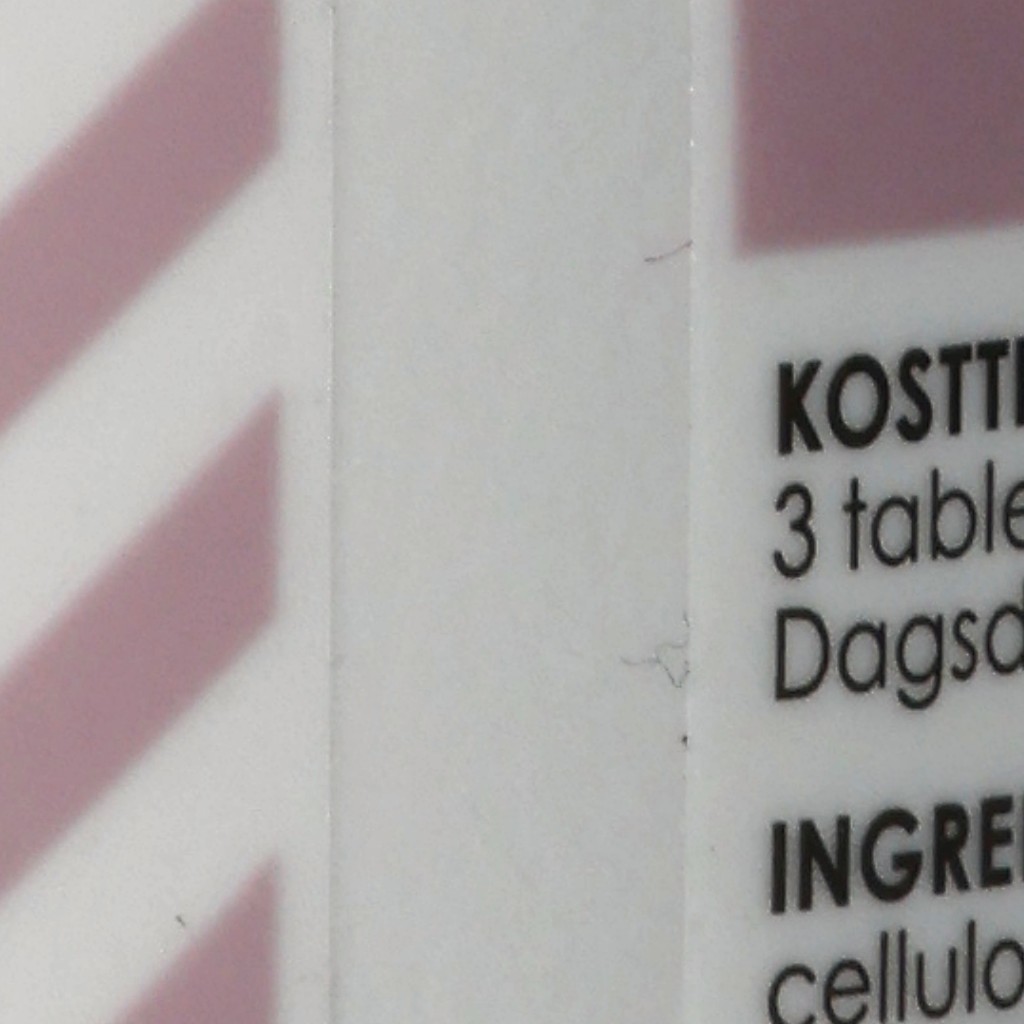 KOSTT
3 table
Dagsd
INGRE
cellulo